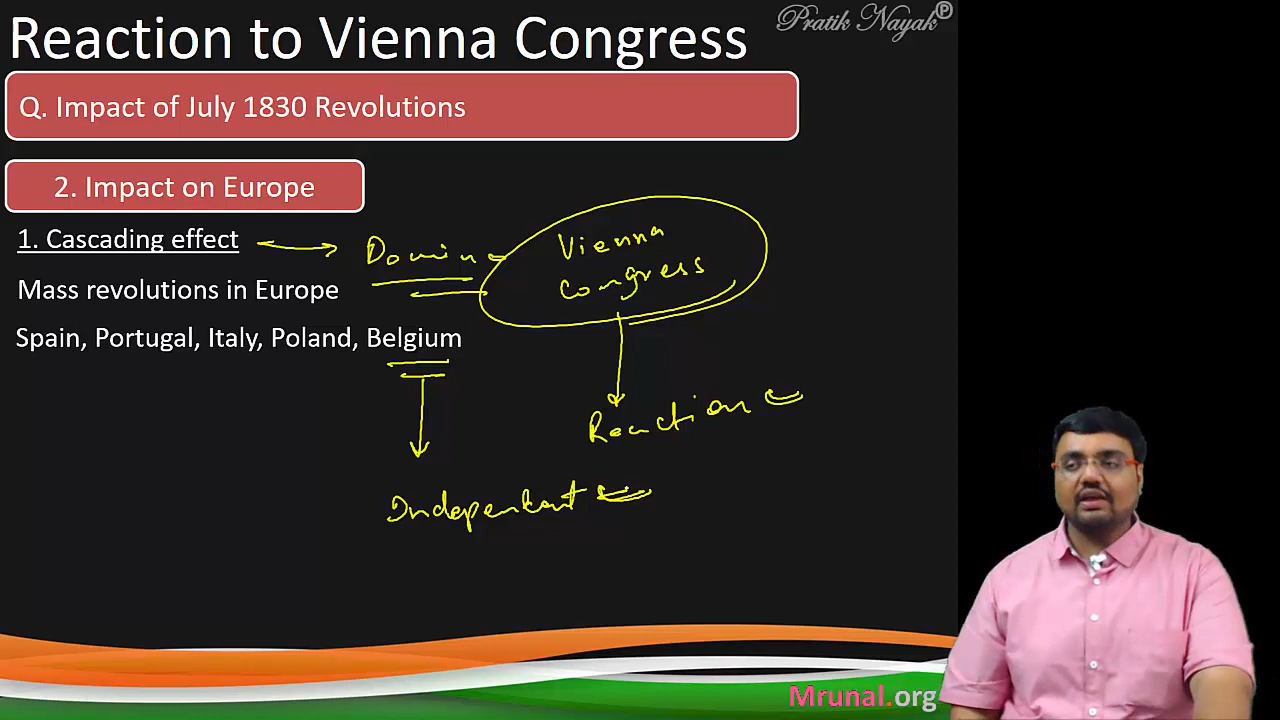 Reaction to Vienna Congress
Pratik Nayak
P
Q. Impact of July 1830 Revolutions
2. Impact on Europe
1. Cascading effect
Domin
Vienna
Congress
Mass revolutions in Europe
Spain, Portugal, Italy, Poland, Belgium
Reaction
Independent
Mrunal.org